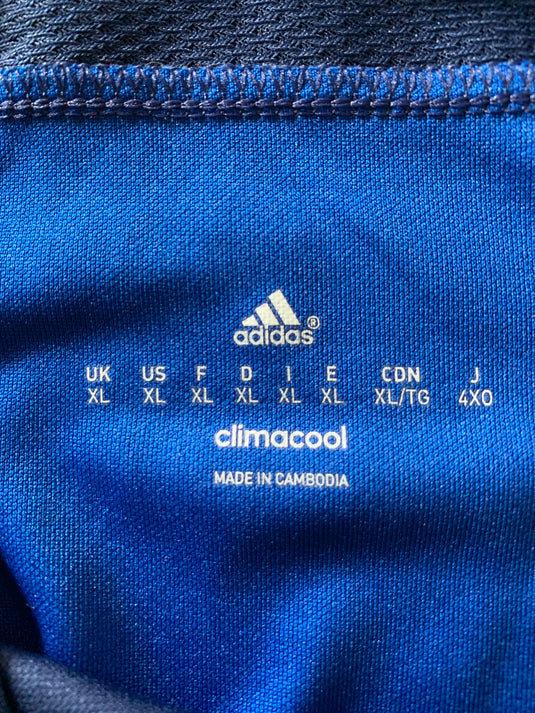 adidas®
UK US F D I E CDN J
XL XL XL XL XL XL XL/TG 4XO
climacool
MADE IN CAMBODIA